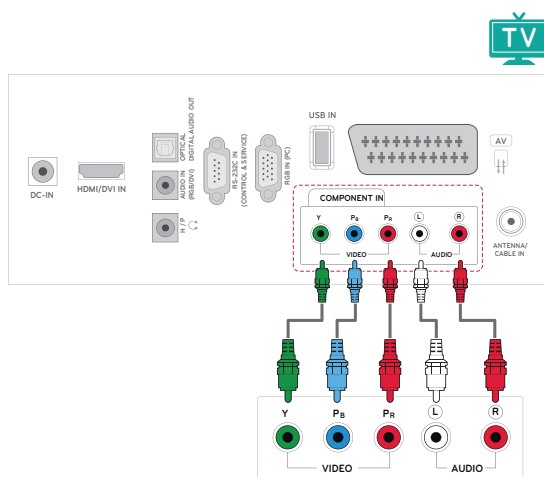 TV
USB IN
AV
DC-IN
HDMI/DVI IN
OPTICAL
DIGITAL AUDIO OUT
AUDIO IN
(RGB/DVI)
H / P
RS-232C IN
(CONTROL & SERVICE)
RGB IN (PC)
COMPONENT IN
Y PB PR L R
VIDEO AUDIO
ANTENNA/
CABLE IN
Y PB PR L R
VIDEO AUDIO